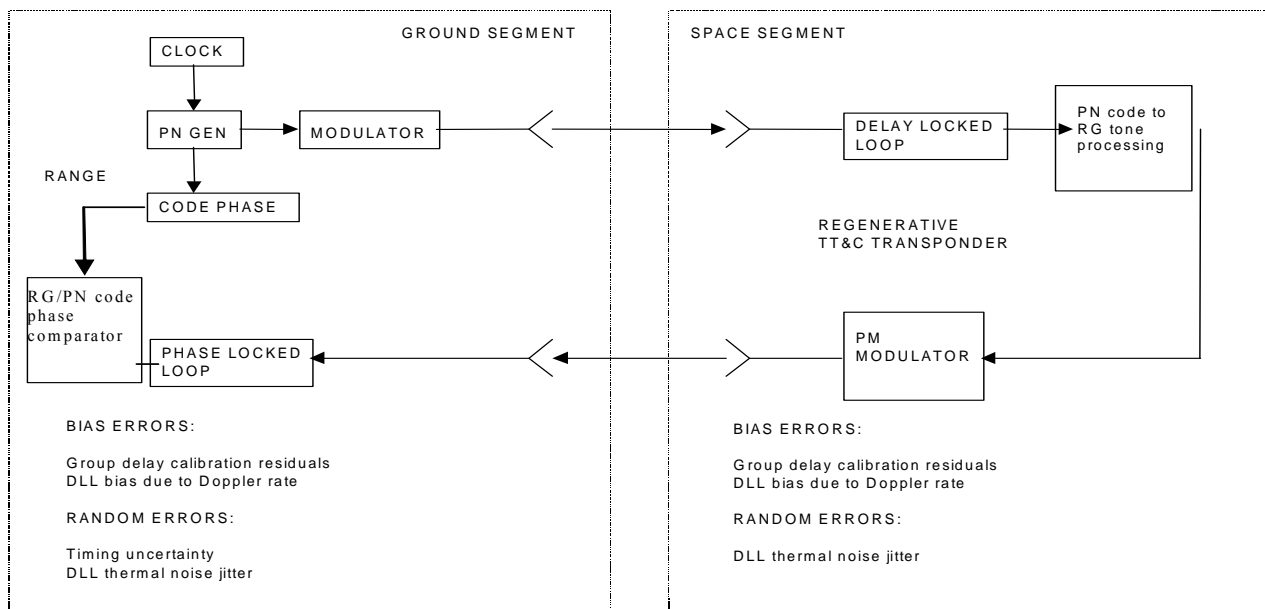 GROUND SEGMENT
CLOCK
PN GEN
MODULATOR
RANGE
CODE PHASE
RG/PN code
phase
comparator
PHASE LOCKED
LOOP
BIAS ERRORS:
Group delay calibration residuals
DLL bias due to Doppler rate
RANDOM ERRORS:
Timing uncertainty
DLL thermal noise jitter
SPACE SEGMENT
DELAY LOCKED
LOOP
PN code to
RG tone
processing
REGENERATIVE
TT&C TRANSPONDER
PM
MODULATOR
BIAS ERRORS:
Group delay calibration residuals
DLL bias due to Doppler rate
RANDOM ERRORS:
DLL thermal noise jitter